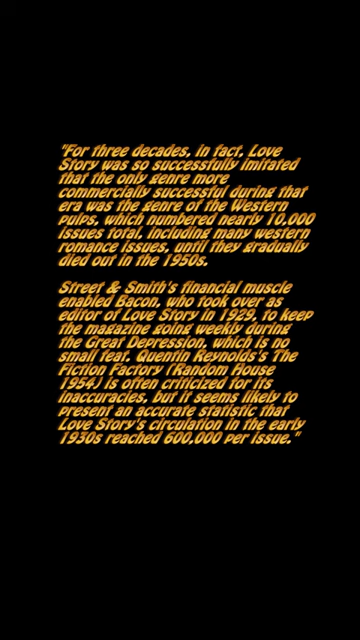 "For three decades, in fact, Love
Story was so successfully imitated
that the only genre more
commercially successful during that
era was the genre of the Western
pulps, which numbered nearly 10,000
issues total, including many western
romance issues, until they gradually
died out in the 1950s.
Street & Smith's financial muscle
enabled Bacon, who took over as
editor of Love Story in 1929, to keep
the magazine going weekly during
the Great Depression, which is no
small feat. Quentin Reynolds's The
Fiction Factory (Random House
1954) is often criticized for its
inaccuracies, but it seems likely to
present an accurate statistic that
Love Story's circulation in the early
1930s reached 600,000 per issue."